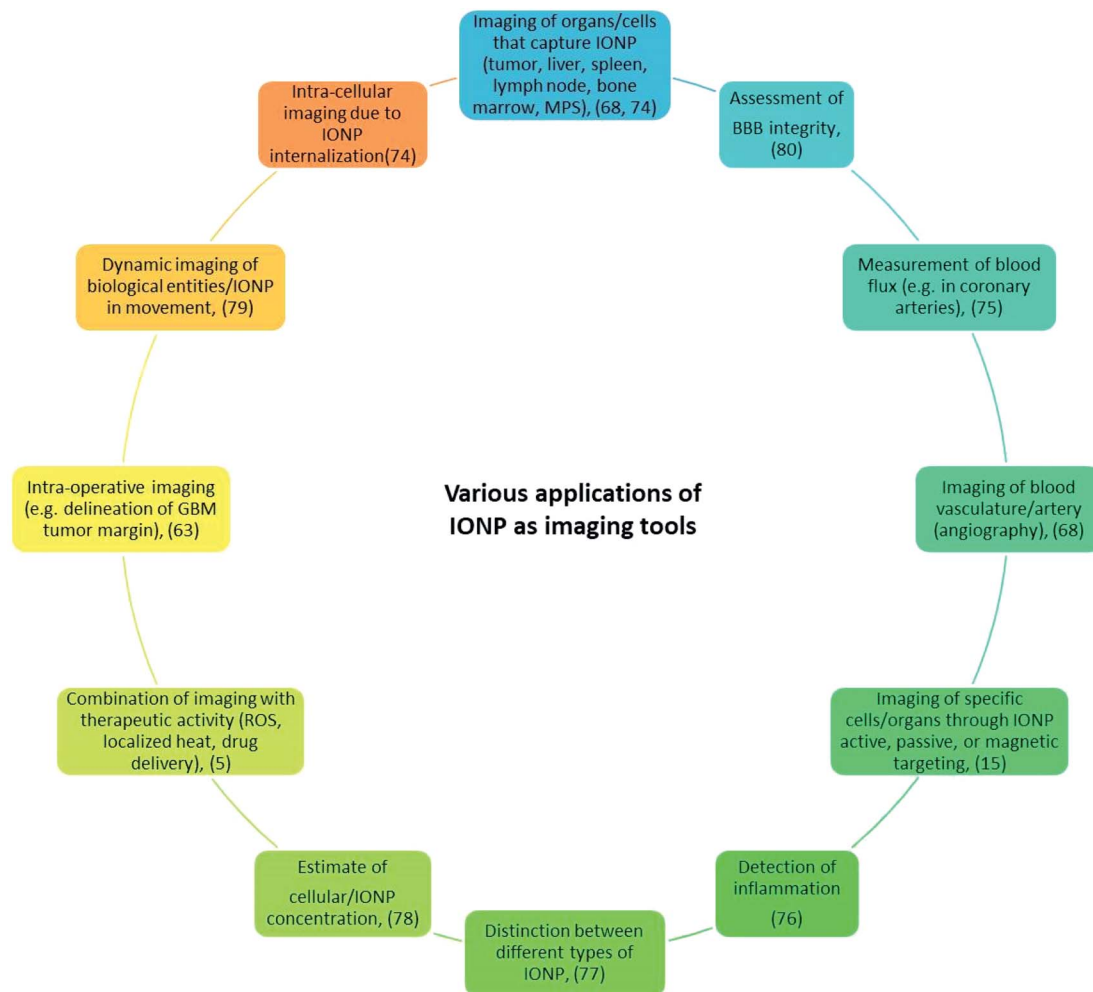 Imaging of organs/cells
that capture IONP
(tumor, liver, spleen,
lymph node, bone
marrow, MPS), (68, 74)
Assessment of
BBB integrity,
(80)
Measurement of blood
flux (e.g. in coronary
arteries), (75)
Imaging of blood
vasculature/artery
(angiography), (68)
Imaging of specific
cells/organs through IONP
active, passive, or magnetic
targeting, (15)
Detection of
inflammation
(76)
Distinction between
different types of
IONP, (77)
Estimate of
cellular/IONP
concentration, (78)
Combination of imaging with
therapeutic activity (ROS,
localized heat, drug
delivery), (5)
Intra-operative imaging
(e.g. delineation of GBM
tumor margin), (63)
Dynamic imaging of
biological entities/IONP
in movement, (79)
Intra-cellular
imaging due to
IONP
internalization(74)
Various applications of
IONP as imaging tools